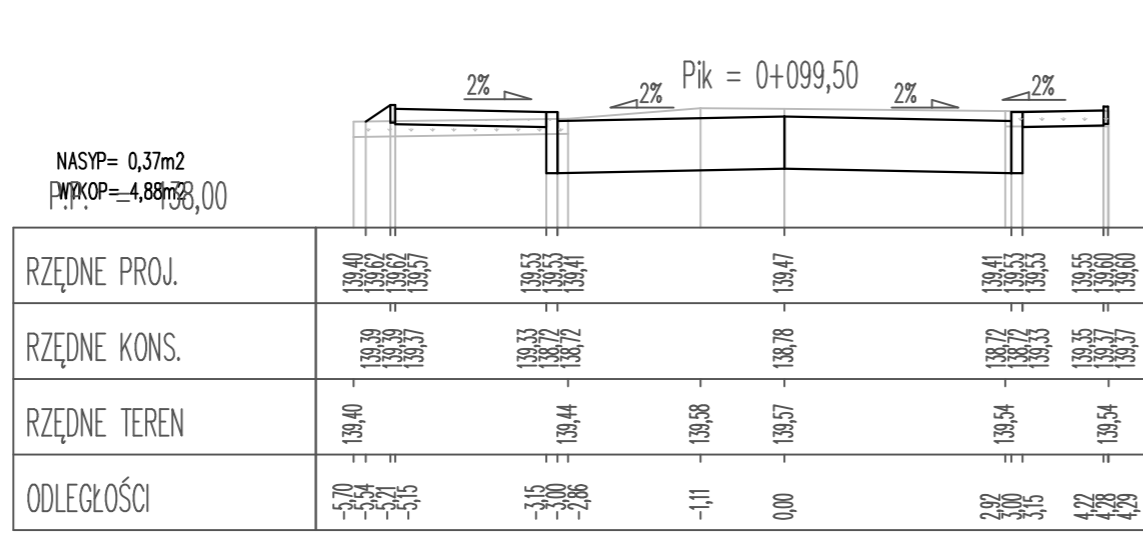 Pik = 0+099,50
2% 2% 2% 2%
NASYP= 0,37m2
WYKOP= 4,88m2
P.P. = 138,00
RZĘDNE PROJ. 139,40 139,62 139,62 139,57 139,53 139,53 139,41 139,47 139,41 139,53 139,53 139,55 139,60 139,60
RZĘDNE KONS. 139,39 139,39 139,37 139,33 138,72 138,72 138,78 138,72 138,72 139,33 139,35 139,37 139,37
RZĘDNE TEREN 139,40 139,44 139,58 139,57 139,54 139,54
ODLEGŁOŚCI -5,70 -5,54 -5,21 -5,15 -3,15 -3,00 -2,86 -1,11 0,00 2,92 3,00 3,15 4,22 4,28 4,29